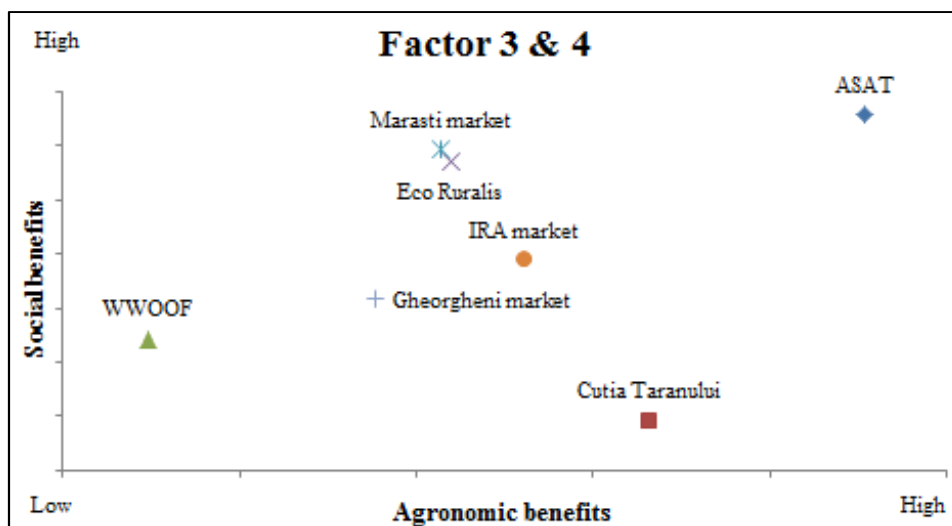 High
Factor 3 & 4
ASAT
Marasti market
Eco Ruralis
IRA market
Gheorgheni market
WWOOF
Cutia Taranului
Social benefits
Low
Agronomic benefits
High